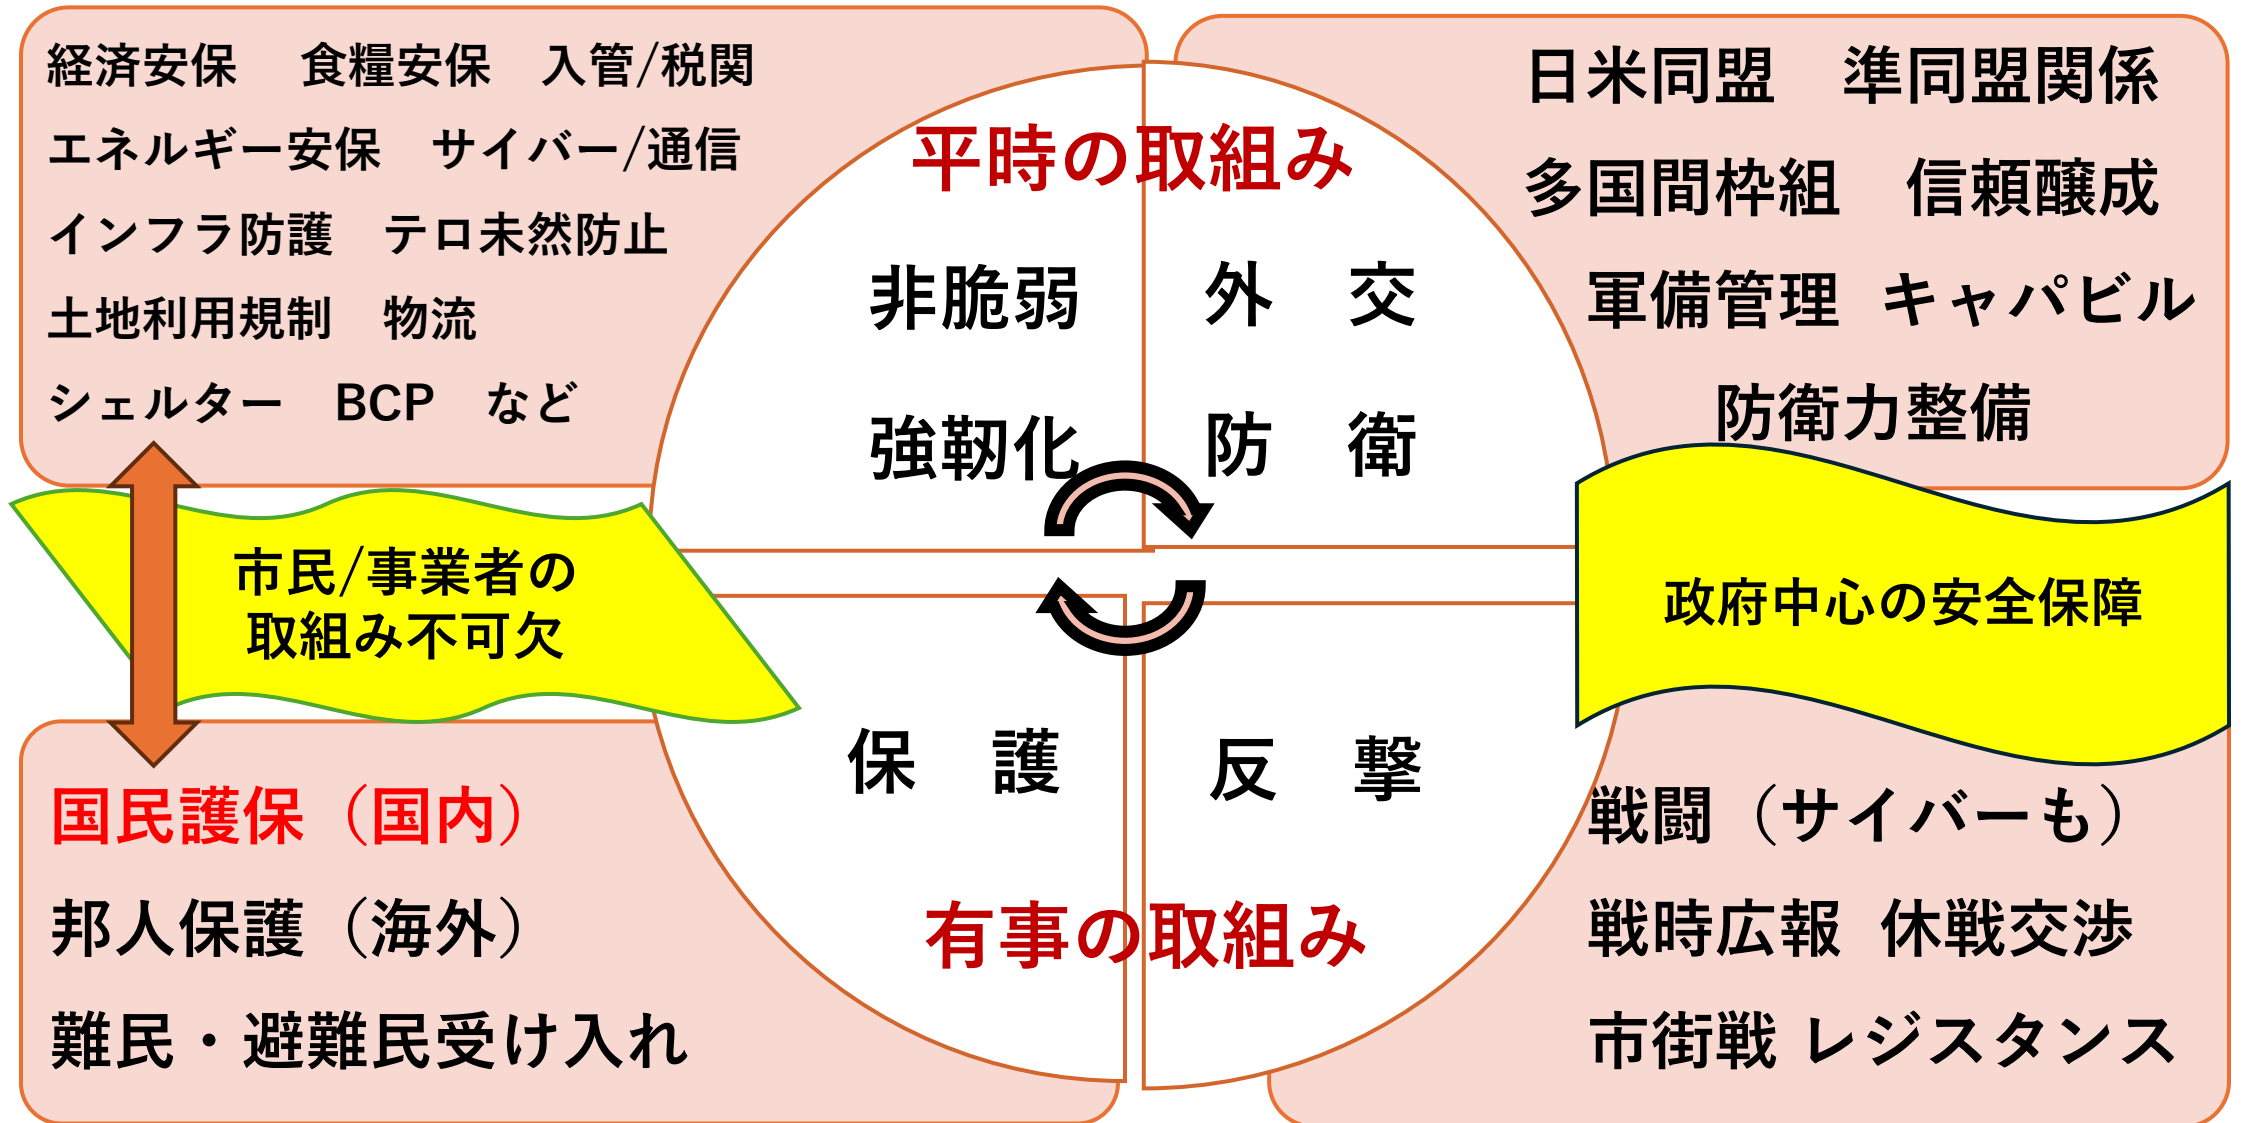 経済安保　食糧安保　入管/税関
エネルギー安保　サイバー/通信
インフラ防護　テロ未然防止
土地利用規制　物流
シェルター　BCP　など
日米同盟　準同盟関係
多国間枠組　信頼醸成
軍備管理　キャパビル
防衛力整備
平時の取組み
非脆弱
強靭化
外　交
防　衛
市民/事業者の
取組み不可欠
政府中心の安全保障
保　護
反　撃
有事の取組み
国民護保（国内）
邦人保護（海外）
難民・避難民受け入れ
戦闘（サイバーも）
戦時広報　休戦交渉
市街戦 レジスタンス